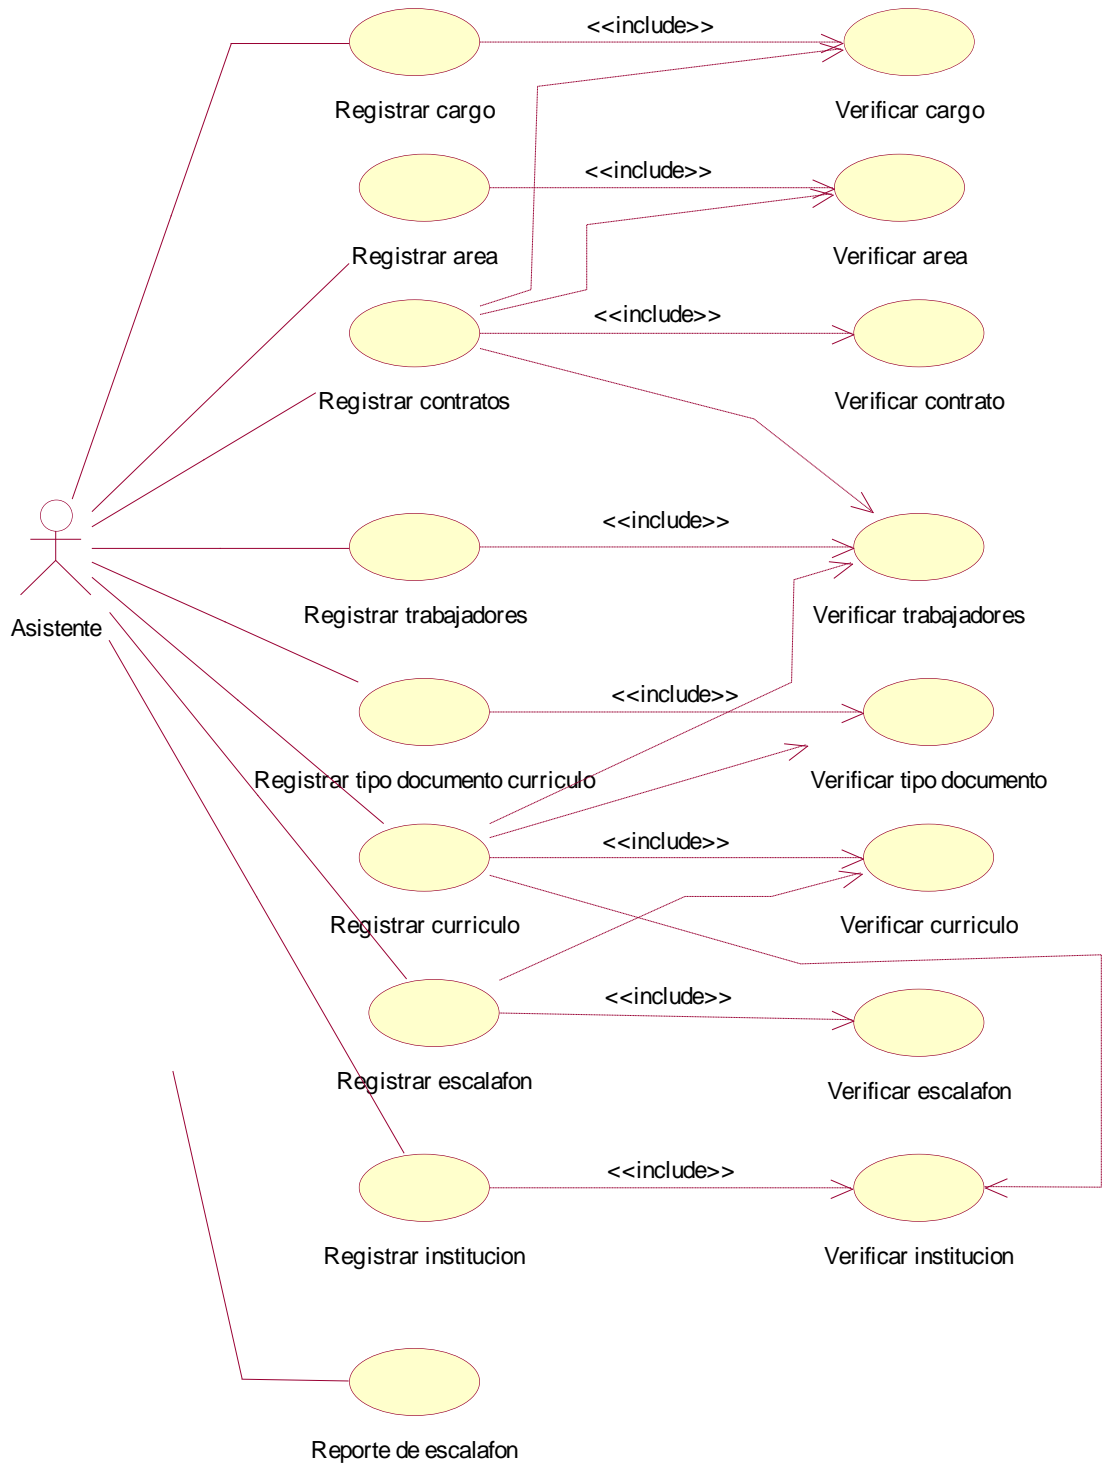 <<include>>
Registrar cargo
Verificar cargo
<<include>>
Registrar area
Verificar area
<<include>>
Registrar contratos
Verificar contrato
<<include>>
Asistente
Registrar trabajadores
Verificar trabajadores
<<include>>
Registrar tipo documento curriculo
Verificar tipo documento
<<include>>
Registrar curriculo
Verificar curriculo
<<include>>
Registrar escalafon
Verificar escalafon
<<include>>
Registrar institucion
Verificar institucion
Reporte de escalafon